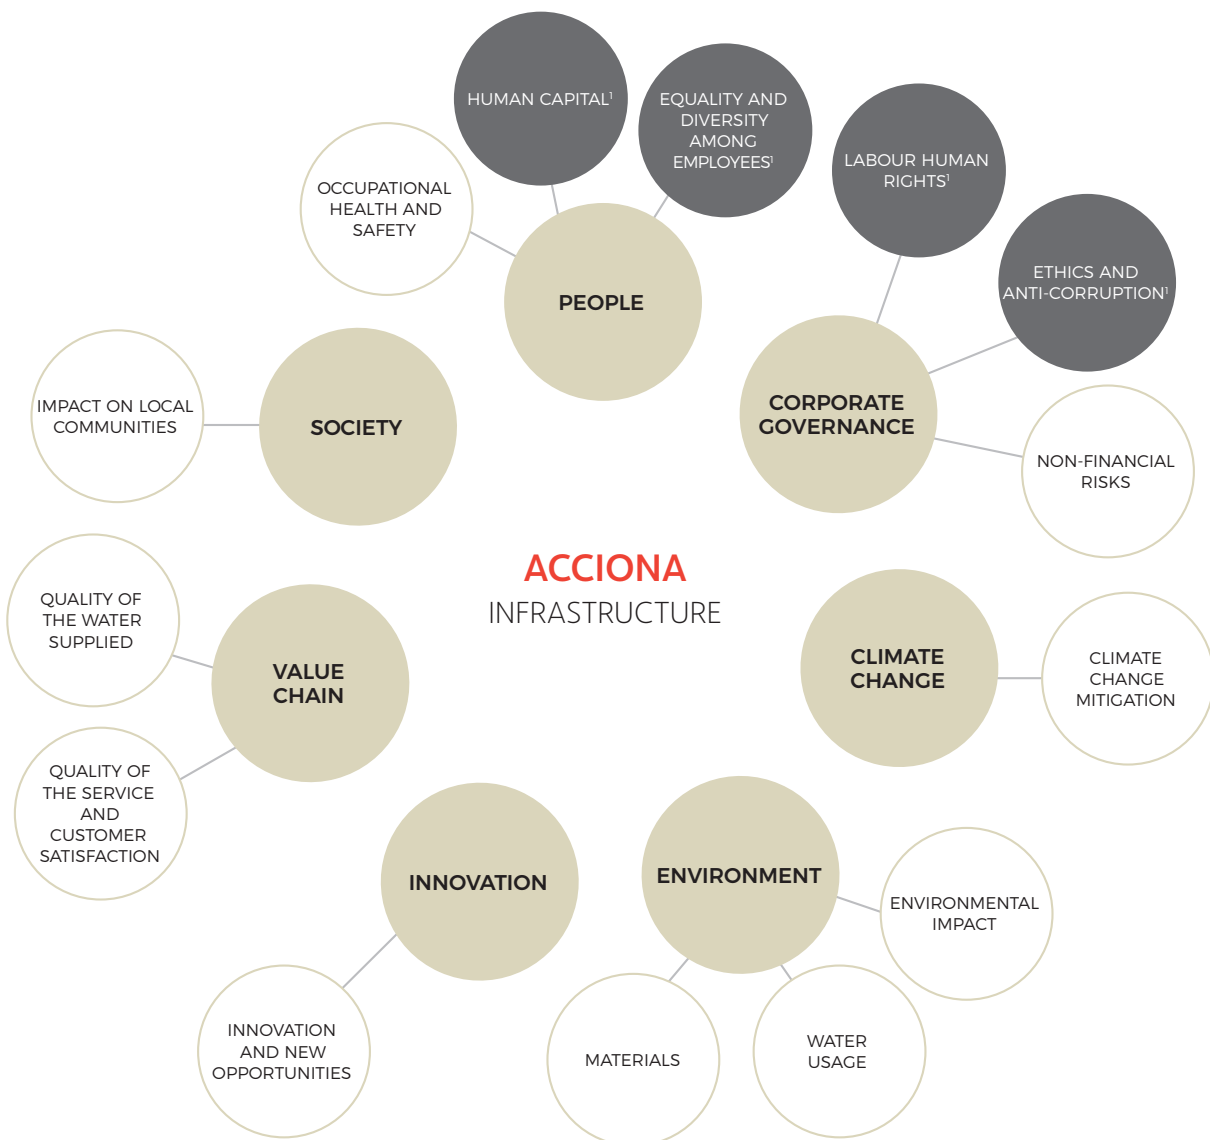 HUMAN CAPITAL¹
EQUALITY AND
DIVERSITY
AMONG
EMPLOYEES¹
LABOUR HUMAN
RIGHTS¹
OCCUPATIONAL
HEALTH AND
SAFETY
ETHICS AND
ANTI-CORRUPTION¹
PEOPLE
IMPACT ON LOCAL
COMMUNITIES
SOCIETY
CORPORATE
GOVERNANCE
NON-FINANCIAL
RISKS
ACCIONA
INFRASTRUCTURE
QUALITY OF
THE WATER
SUPPLIED
VALUE
CHAIN
CLIMATE
CHANGE
CLIMATE
CHANGE
MITIGATION
QUALITY OF
THE SERVICE
AND
CUSTOMER
SATISFACTION
INNOVATION
ENVIRONMENT
ENVIRONMENTAL
IMPACT
INNOVATION
AND NEW
OPPORTUNITIES
MATERIALS
WATER
USAGE